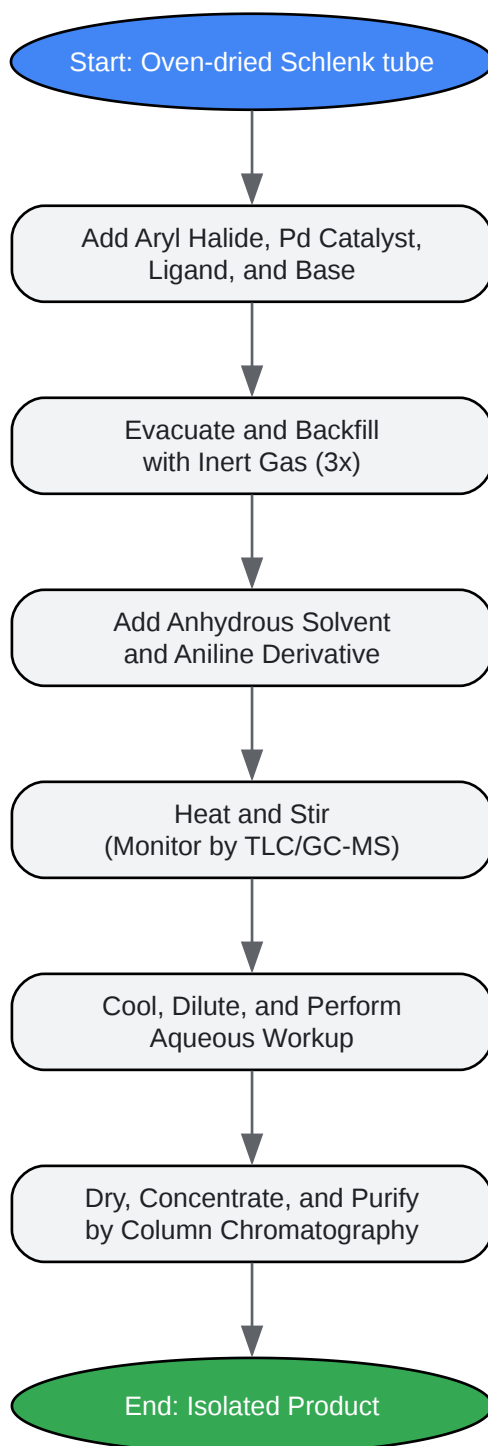 Start: Oven-dried Schlenk tube
Add Aryl Halide, Pd Catalyst,
Ligand, and Base
Evacuate and Backfill
with Inert Gas (3x)
Add Anhydrous Solvent
and Aniline Derivative
Heat and Stir
(Monitor by TLC/GC-MS)
Cool, Dilute, and Perform
Aqueous Workup
Dry, Concentrate, and Purify
by Column Chromatography
End: Isolated Product